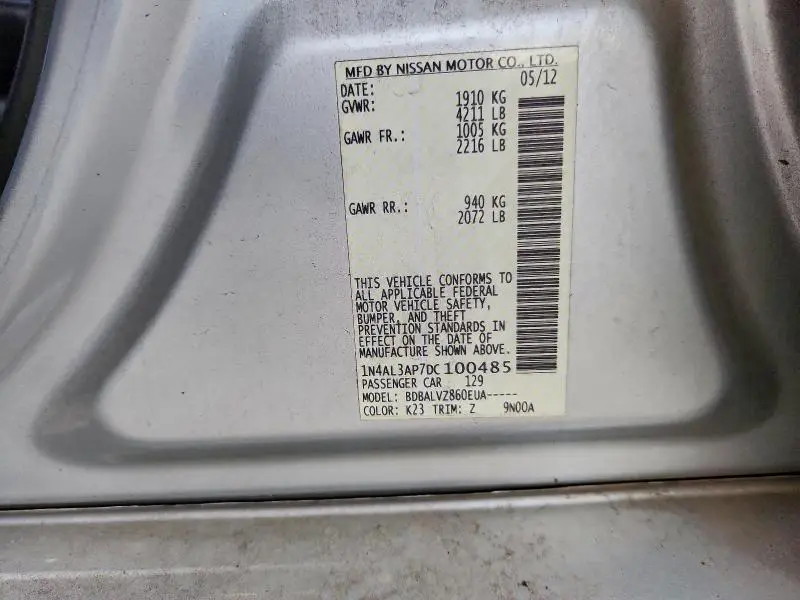 MFD BY NISSAN MOTOR CO., LTD.
DATE: 05/12
GVWR: 1910 KG
4211 LB
GAWR FR.: 1005 KG
2216 LB
GAWR RR.: 940 KG
2072 LB
THIS VEHICLE CONFORMS TO
ALL APPLICABLE FEDERAL
MOTOR VEHICLE SAFETY,
BUMPER, AND THEFT
PREVENTION STANDARDS IN
EFFECT ON THE DATE OF
MANUFACTURE SHOWN ABOVE.
1N4AL3AP7DC100485
PASSENGER CAR 129
MODEL: BDBALVZ860EUA-----
COLOR: K23 TRIM: Z 9N00A